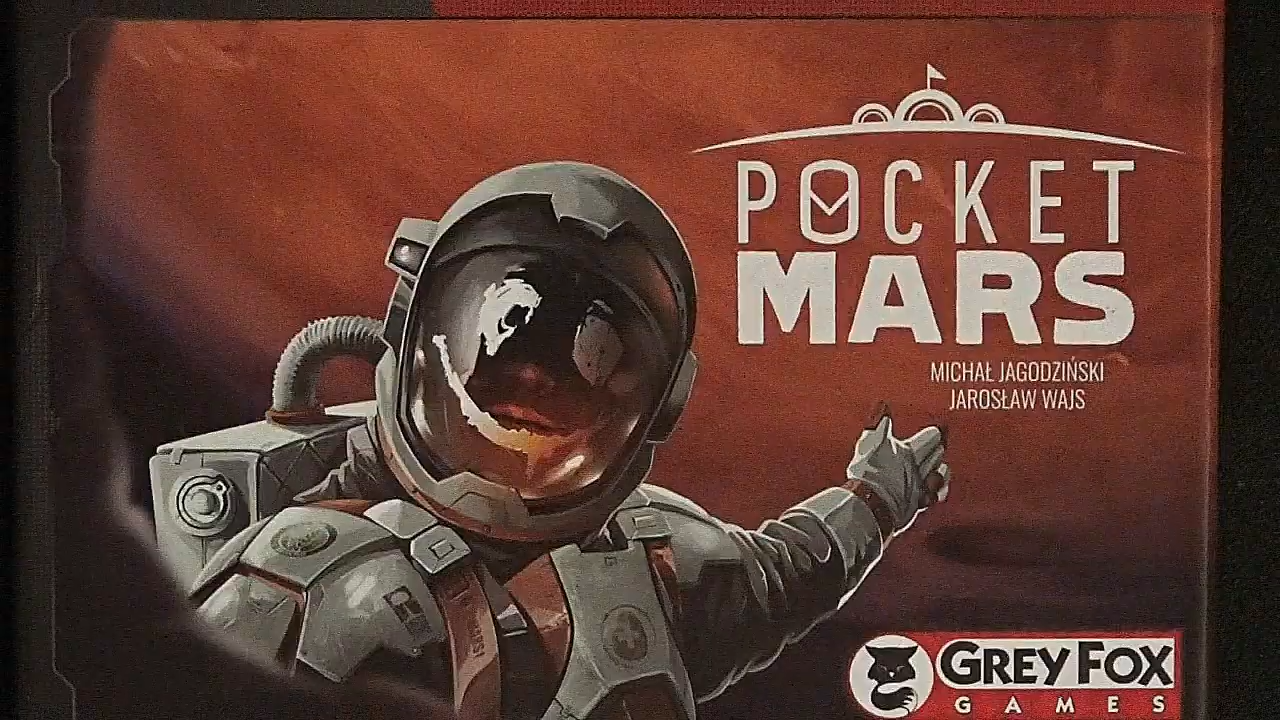 POCKET
MARS
MICHAŁ JAGODZIŃSKI
JAROSŁAW WAJS
GREY FOX
GAMES